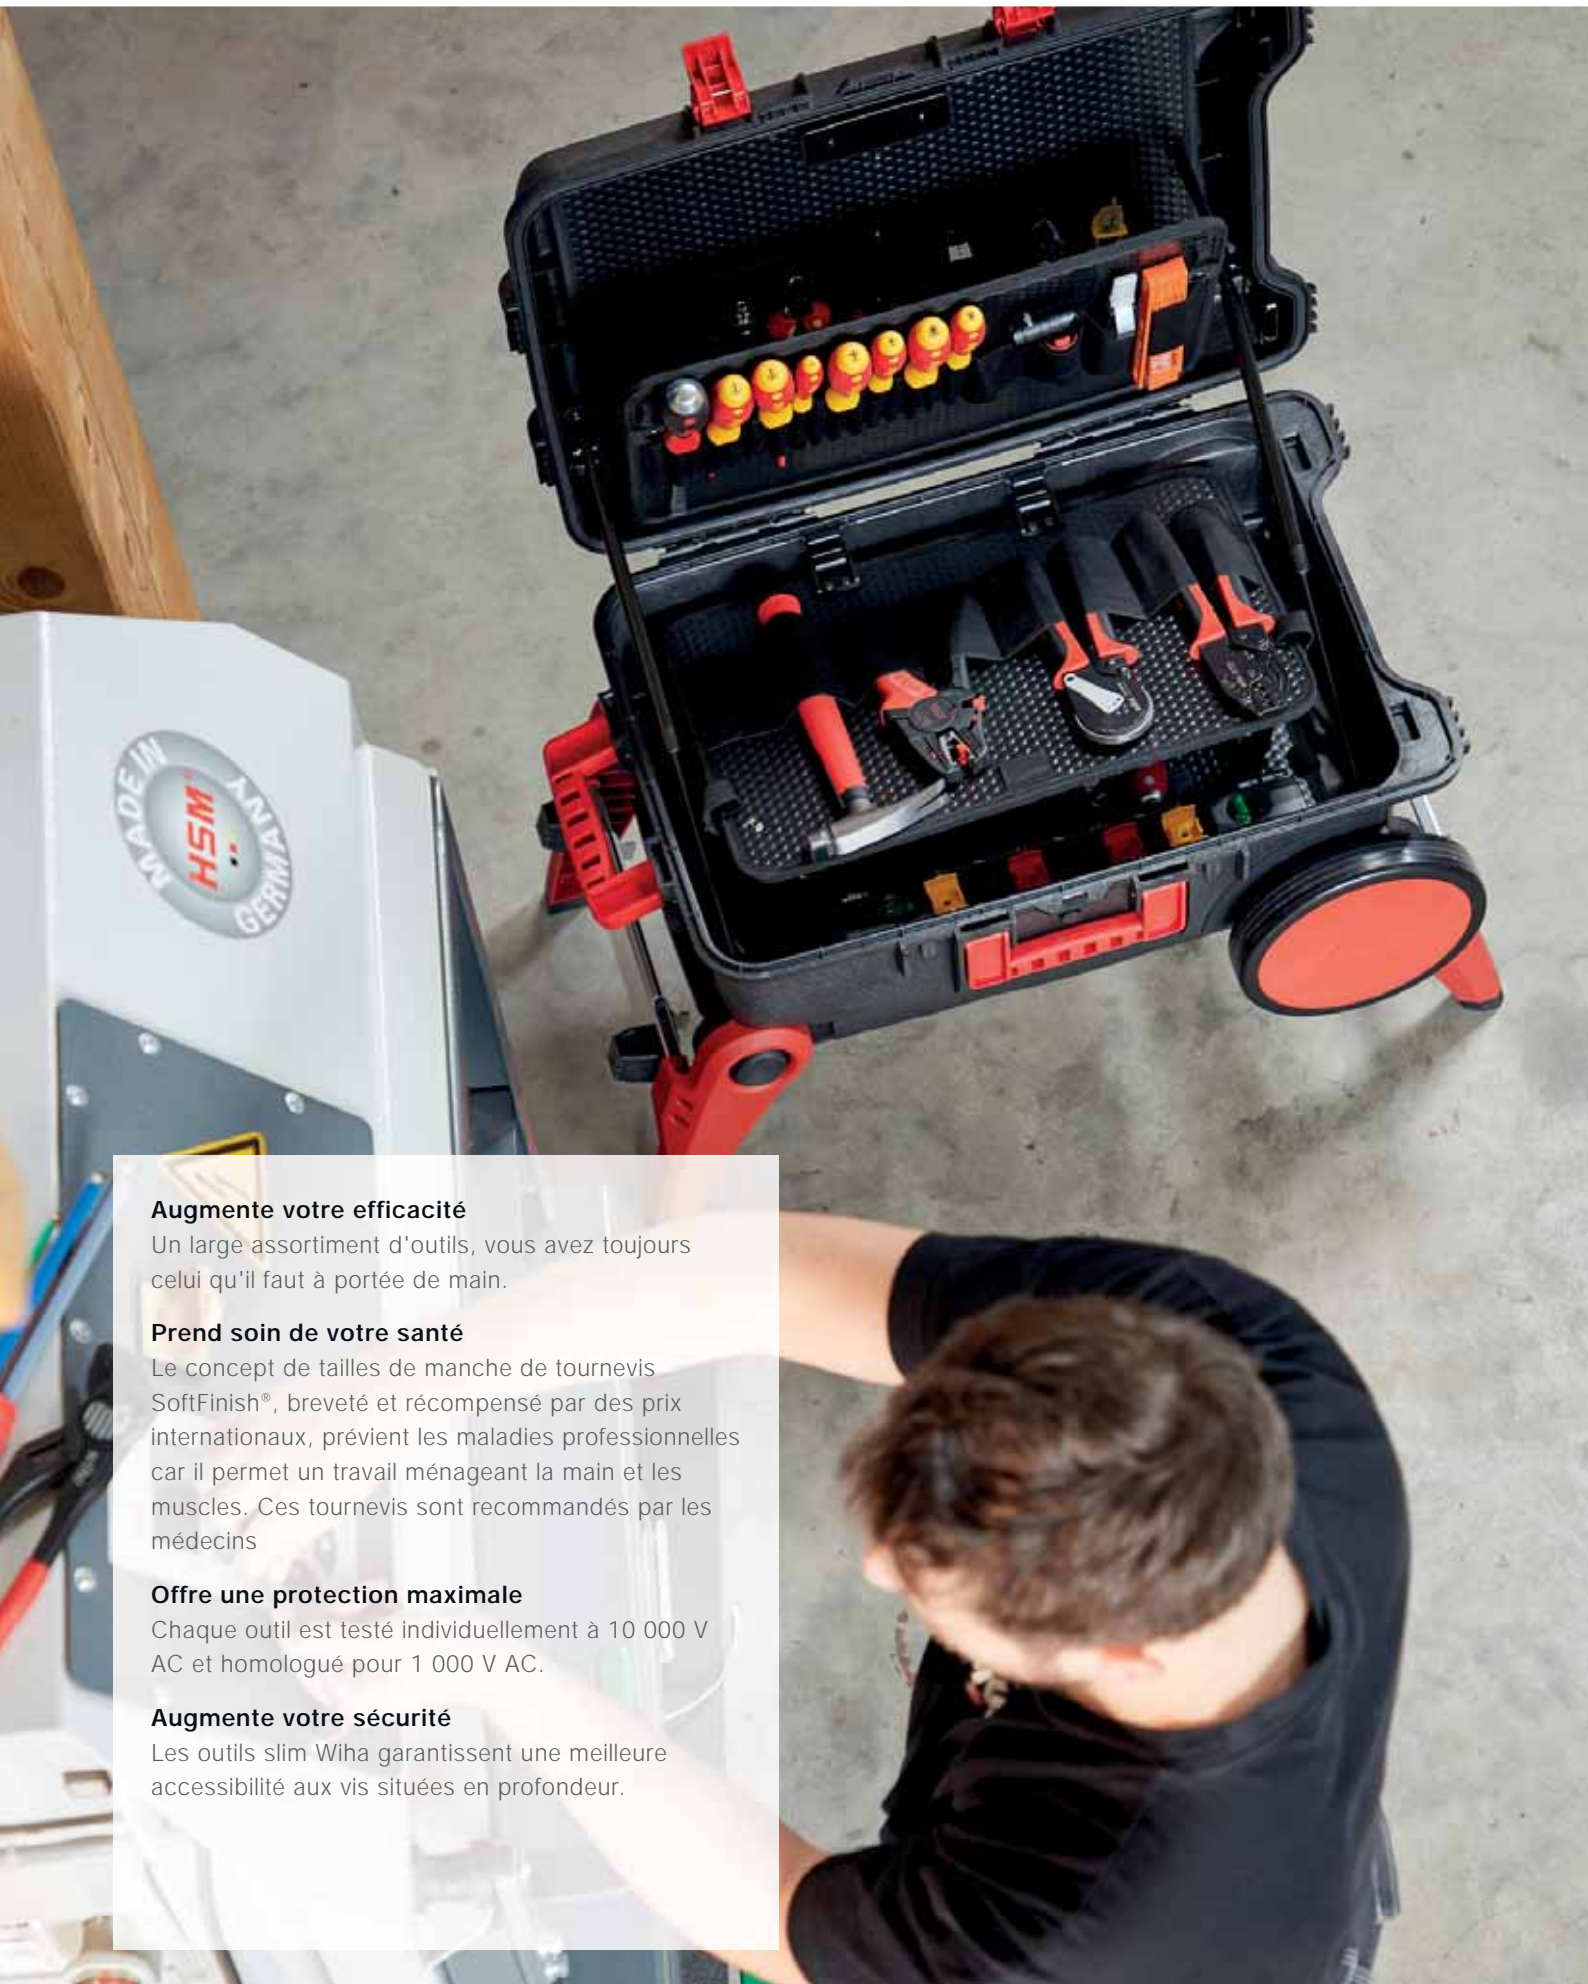 MADE IN
HSM
GERMANY
Augmente votre efficacité
Un large assortiment d'outils, vous avez toujours
celui qu'il faut à portée de main.
Prend soin de votre santé
Le concept de tailles de manche de tournevis
SoftFinish®, breveté et récompensé par des prix
internationaux, prévient les maladies professionnelles
car il permet un travail ménageant la main et les
muscles. Ces tournevis sont recommandés par les
médecins
Offre une protection maximale
Chaque outil est testé individuellement à 10 000 V
AC et homologué pour 1 000 V AC.
Augmente votre sécurité
Les outils slim Wiha garantissent une meilleure
accessibilité aux vis situées en profondeur.